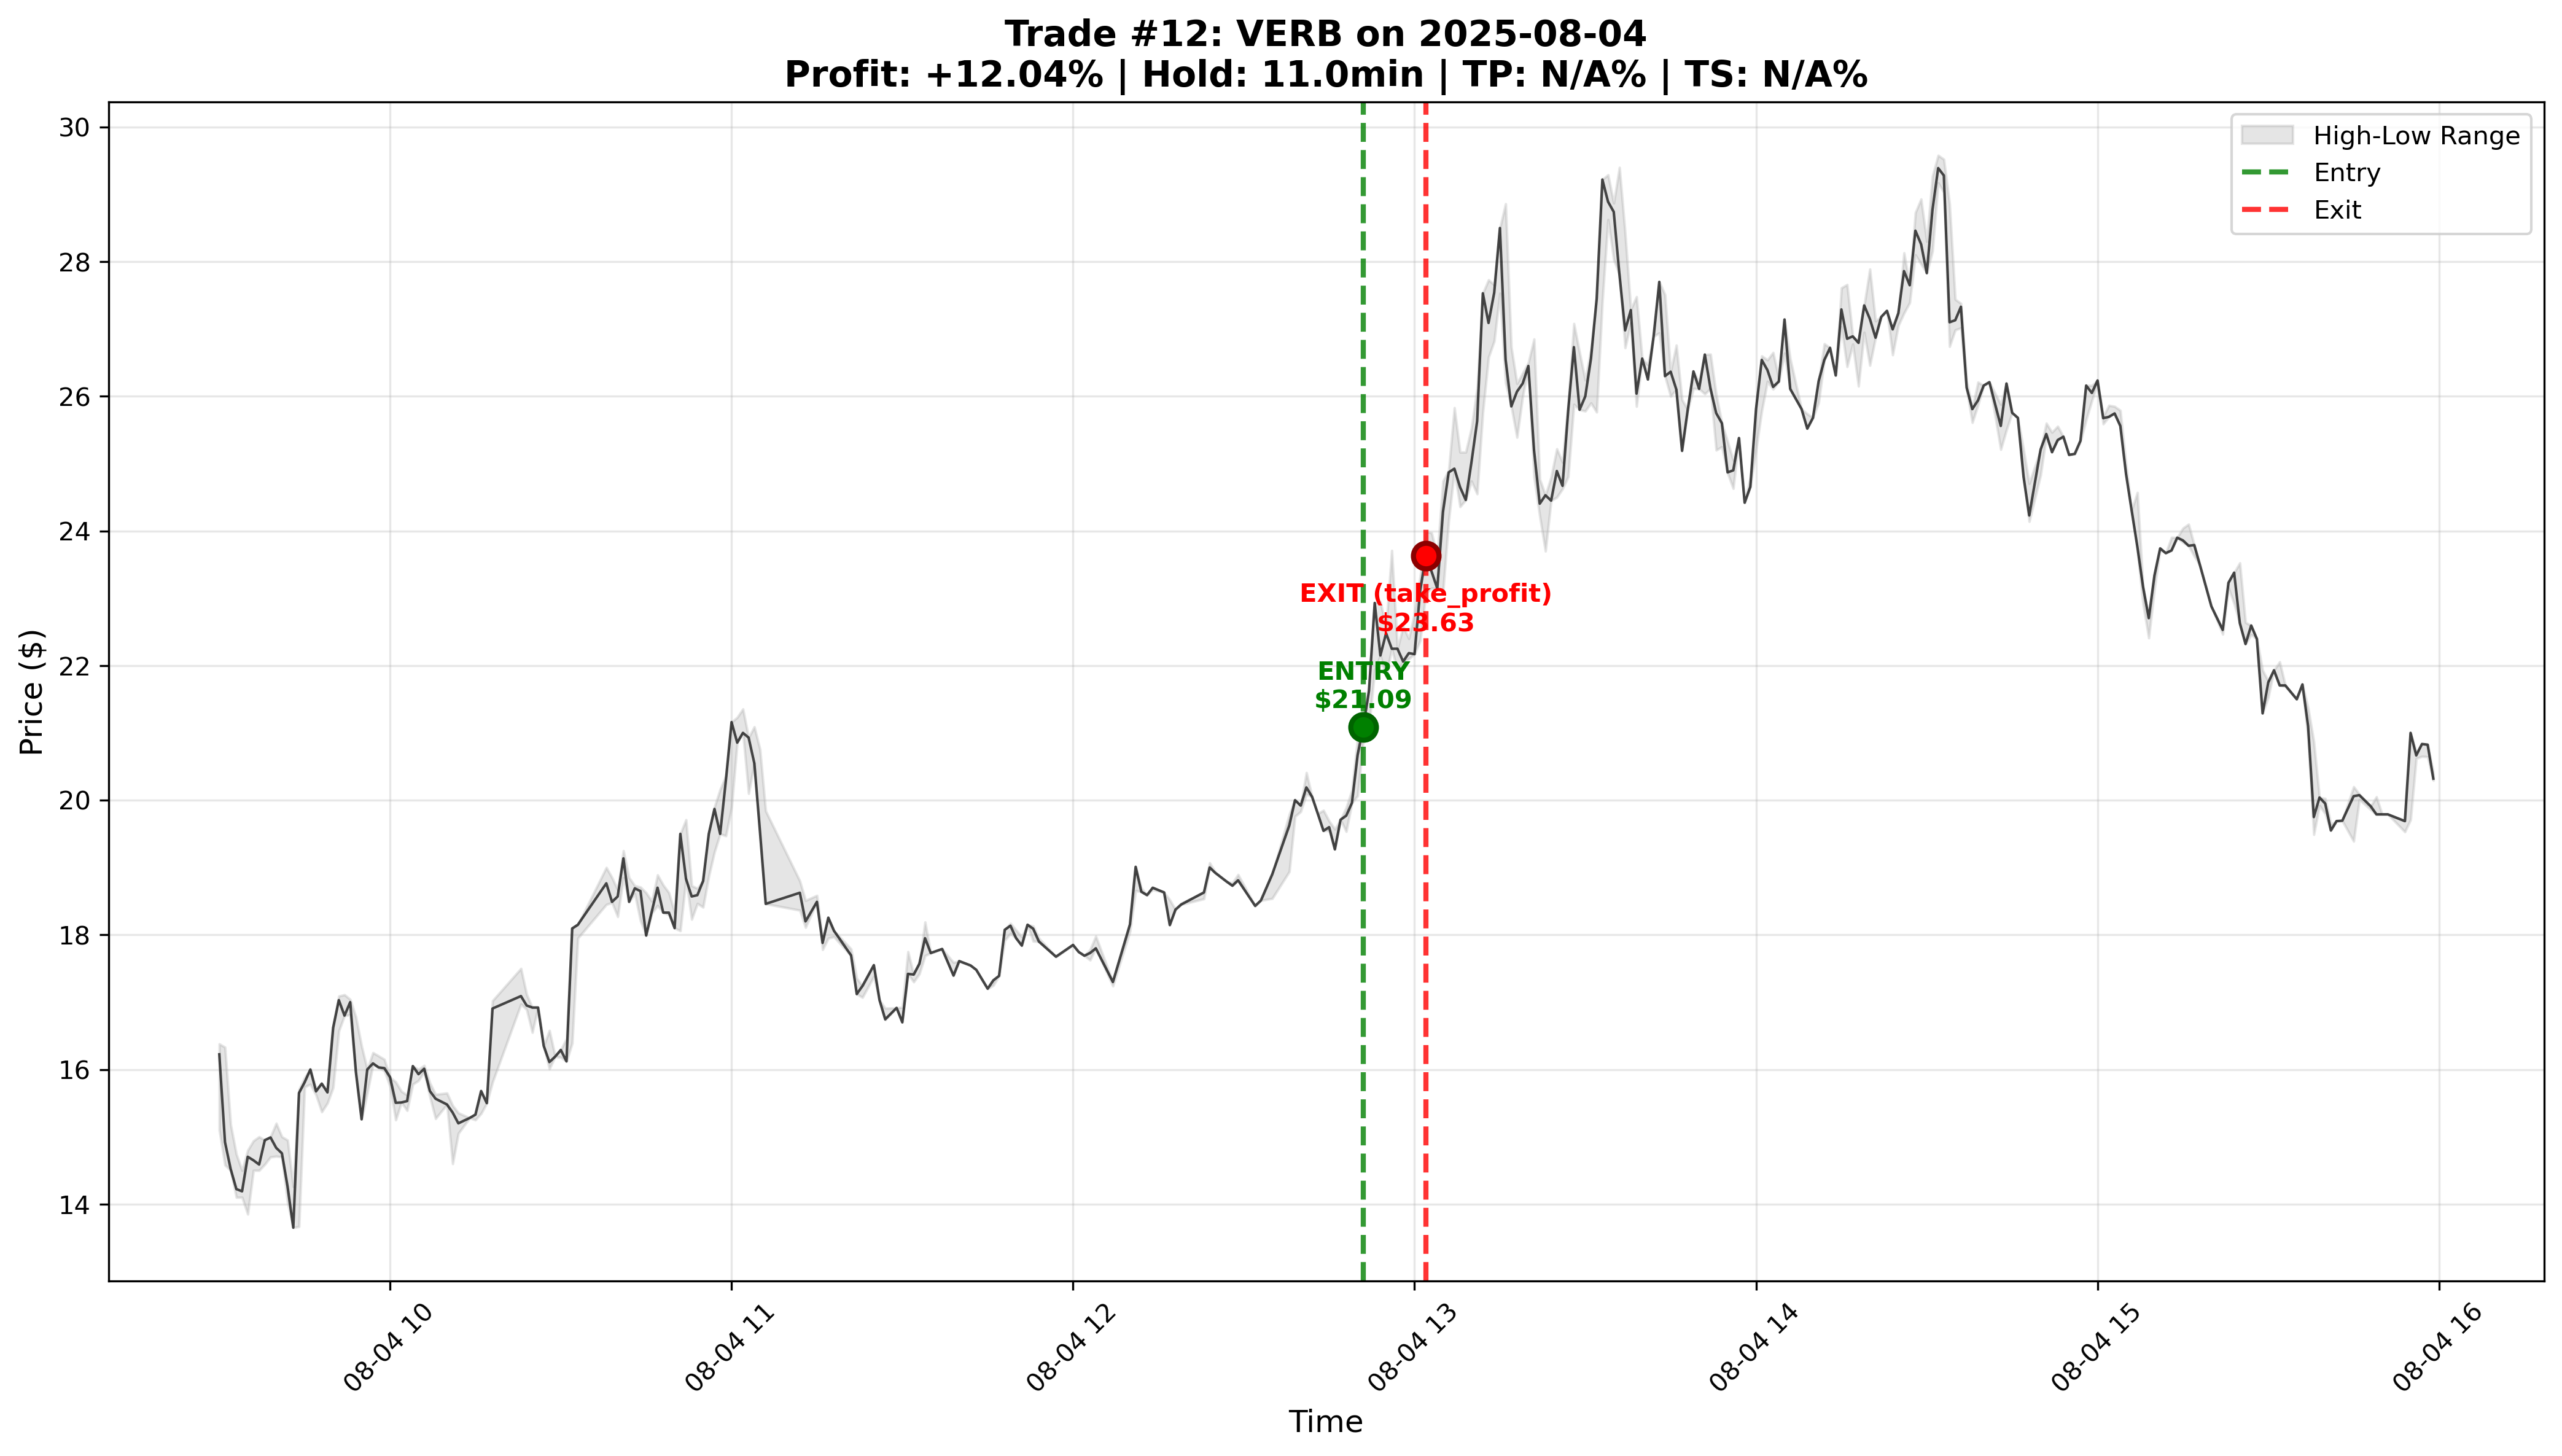 Trade #12: VERB on 2025-08-04
Profit: +12.04% | Hold: 11.0min | TP: N/A% | TS: N/A%
High-Low Range
Entry
Exit
Price ($)
30
28
26
24
22
20
18
16
14
EXIT (take_profit)
$23.63
ENTRY
$21.09
08-04 10
08-04 11
08-04 12
08-04 13
08-04 14
08-04 15
08-04 16
Time